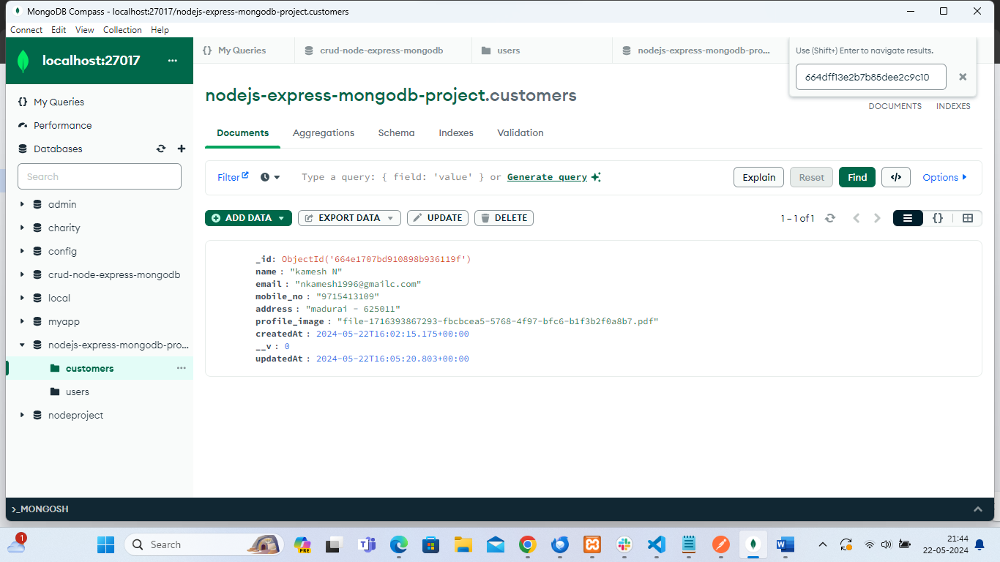 MongoDB Compass - localhost:27017/nodejs-express-mongodb-project.customers
Connect Edit View Collection Help
localhost:27017 ...
{} My Queries
Performance
Databases
Search
admin
charity
config
crud-node-express-mongodb
local
myapp
nodejs-express-mongodb-pro...
customers ...
users
nodeproject
{} My Queries
crud-node-express-mongodb
users
nodejs-express-mongodb-pro...
Use (Shift+) Enter to navigate results.
664dff13e2b7b85dee2c9c10
nodejs-express-mongodb-project.customers
DOCUMENTS INDEXES
Documents Aggregations Schema Indexes Validation
Filter Type a query: { field: 'value' } or Generate query Explain Reset Find </> Options
ADD DATA EXPORT DATA UPDATE DELETE 1 – 1 of 1 {}
_id: ObjectId('664e1707bd910898b936119f')
name : "kamesh N"
email : "nkamesh1996@gmailc.com"
mobile_no : "9715413109"
address : "madurai - 625011"
profile_image : "file-1716393867293-fbcbcea5-5768-4f97-bfc6-b1f3b2f0a8b7.pdf"
createdAt : 2024-05-22T16:02:15.175+00:00
__v : 0
updatedAt : 2024-05-22T16:05:20.803+00:00
>_MONGOSH
1
Search
PRE
21:44
22-05-2024